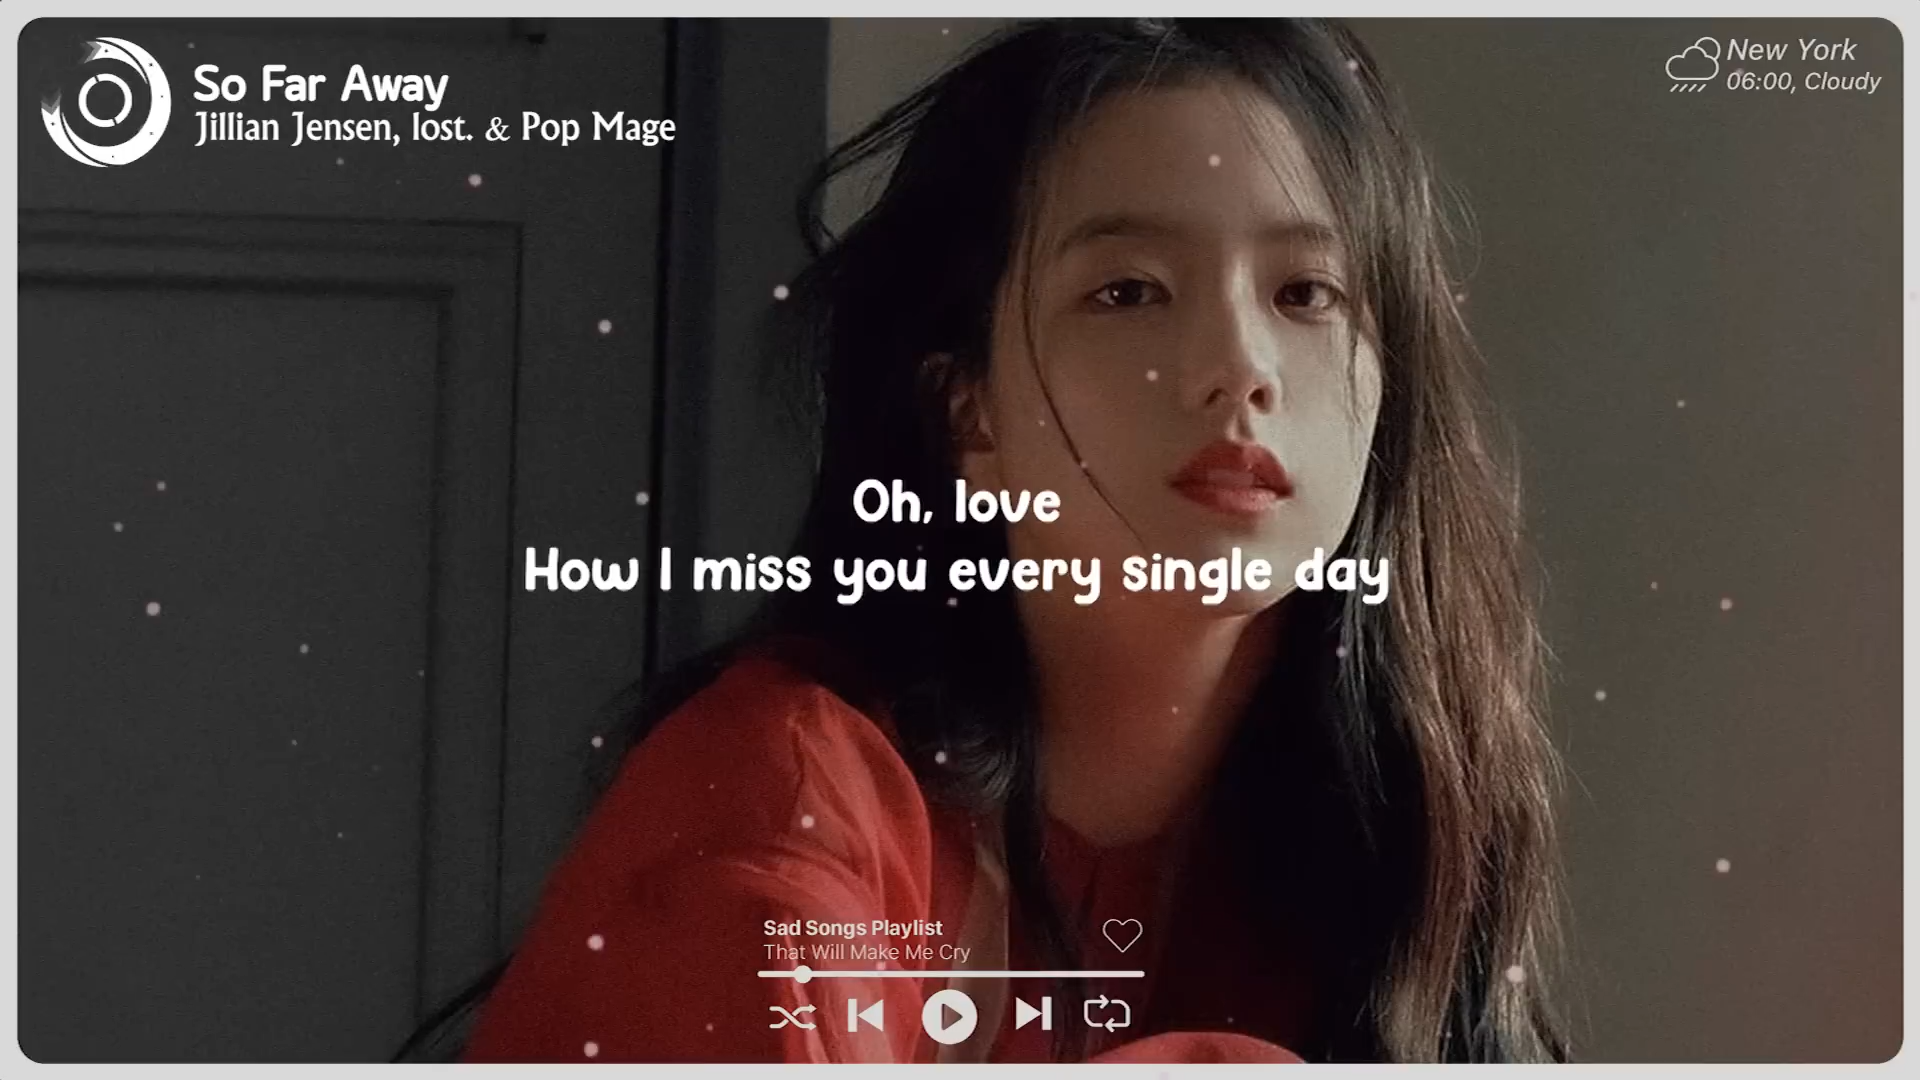 So Far Away
Jillian Jensen, lost. & Pop Mage
New York
06:00, Cloudy
Oh, love
How I miss you every single day
Sad Songs Playlist
That Will Make Me Cry